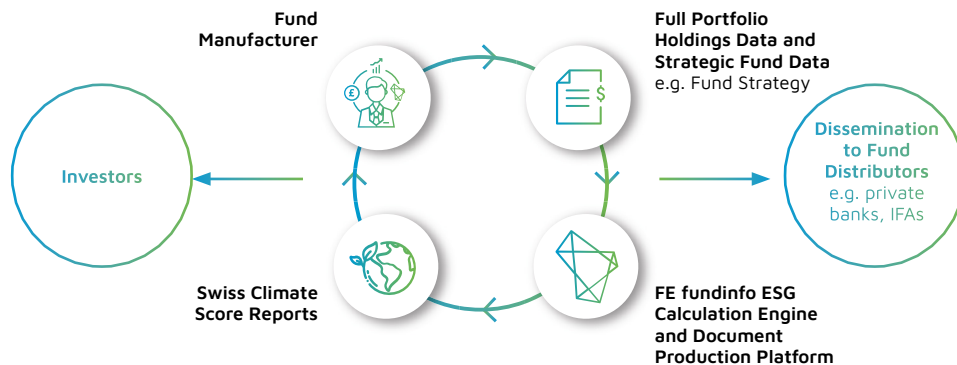 Fund
Manufacturer
Full Portfolio
Holdings Data and
Strategic Fund Data
e.g. Fund Strategy
£
$
Investors
Dissemination
to Fund
Distributors
e.g. private
banks, IFAs
Swiss Climate
Score Reports
FE fundinfo ESG
Calculation Engine
and Document
Production Platform